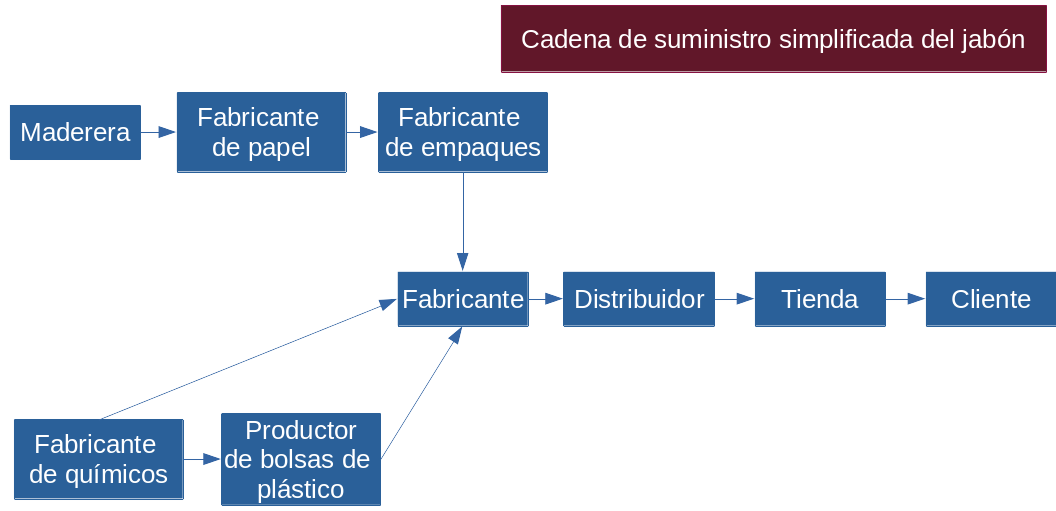 Cadena de suministro simplificada del jabón
Maderera
Fabricante
de papel
Fabricante
de empaques
Fabricante
Distribuidor
Tienda
Cliente
Fabricante
de químicos
Productor
de bolsas de
plástico